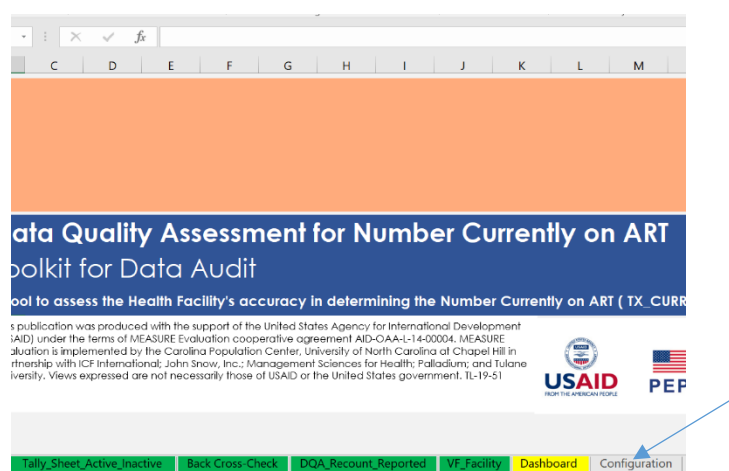 fx
C D E F G H I J K L M
ata Quality Assessment for Number Currently on ART
oolkit for Data Audit
ool to assess the Health Facility's accuracy in determining the Number Currently on ART ( TX_CURR
s publication was produced with the support of the United States Agency for International Development
SAID) under the terms of MEASURE Evaluation cooperative agreement AID-OAA-L-14-00004. MEASURE
aluation is implemented by the Carolina Population Center, University of North Carolina at Chapel Hill in
rtnership with ICF International; John Snow, Inc.; Management Sciences for Health; Palladium; and Tulane
iversity. Views expressed are not necessarily those of USAID or the United States government. TL-19-51
USAID
FROM THE AMERICAN PEOPLE
PEP
Tally_Sheet_Active_Inactive Back Cross-Check DQA_Recount_Reported VF_Facility Dashboard Configuration